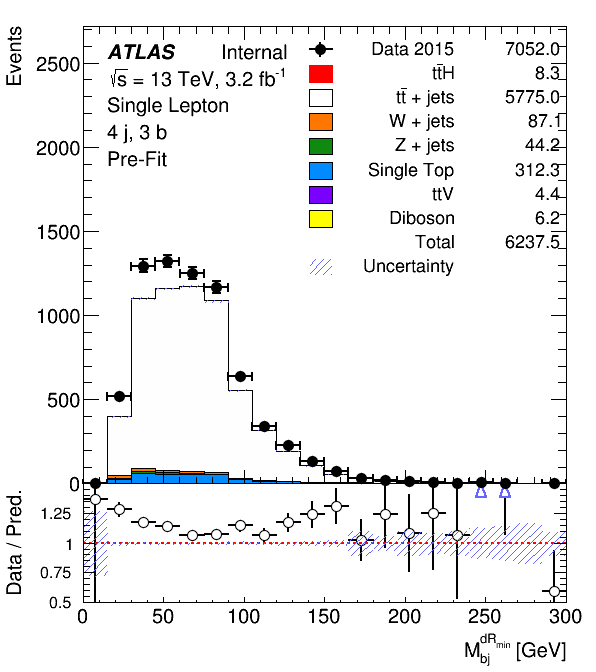 Events
2500
2000
1500
1000
500
0
ATLAS Internal
√s = 13 TeV, 3.2 fb-1
Single Lepton
4 j, 3 b
Pre-Fit
Data 2015 7052.0
tt̄H 8.3
tt̄ + jets 5775.0
W + jets 87.1
Z + jets 44.2
Single Top 312.3
ttV 4.4
Diboson 6.2
Total 6237.5
Uncertainty
Data / Pred.
1.25
1
0.75
0.5
0 50 100 150 200 250 300
M_bj^dRmin [GeV]